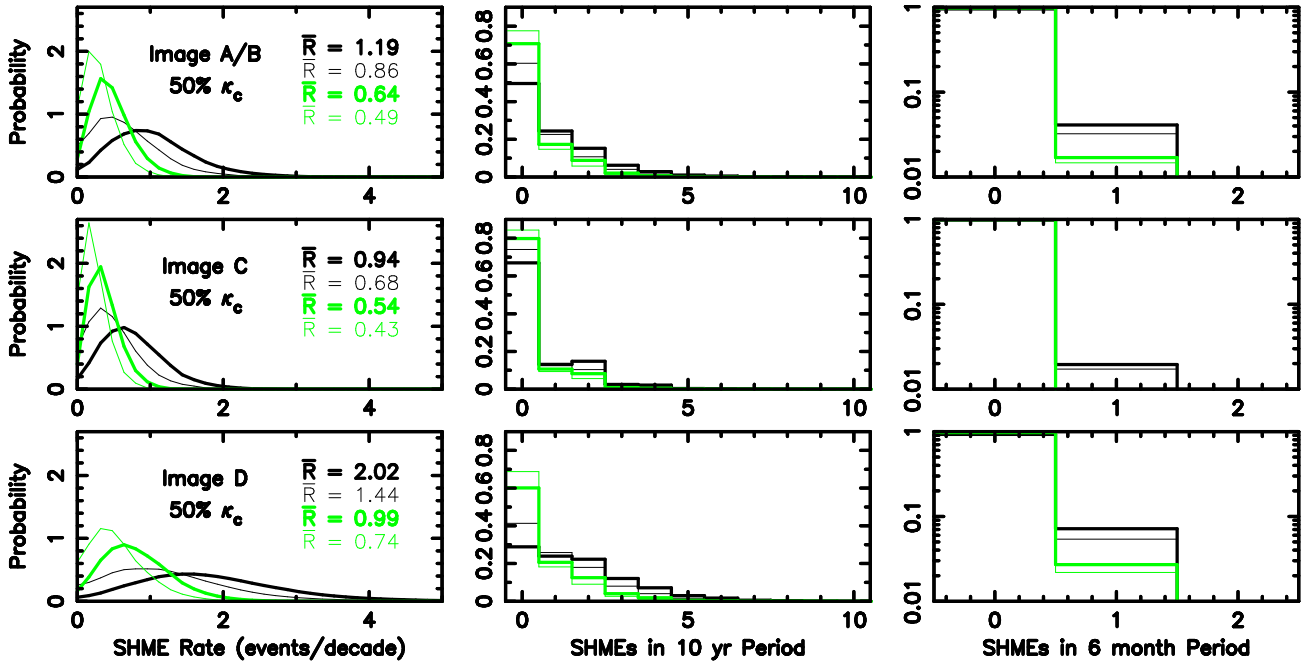 Probability
0 1 2
Image A/B
50% κc
R̅ = 1.19
R̅ = 0.86
R̅ = 0.64
R̅ = 0.49
0 2 4
0 0.2 0.4 0.6 0.8
0 5 10
0.01 0.1 1
0 1 2
Probability
0 1 2
Image C
50% κc
R̅ = 0.94
R̅ = 0.68
R̅ = 0.54
R̅ = 0.43
0 2 4
0 0.2 0.4 0.6 0.8
0 5 10
0.01 0.1 1
0 1 2
Probability
0 1 2
Image D
50% κc
R̅ = 2.02
R̅ = 1.44
R̅ = 0.99
R̅ = 0.74
0 2 4
SHME Rate (events/decade)
0 0.2 0.4 0.6 0.8
0 5 10
SHMEs in 10 yr Period
0.01 0.1 1
0 1 2
SHMEs in 6 month Period